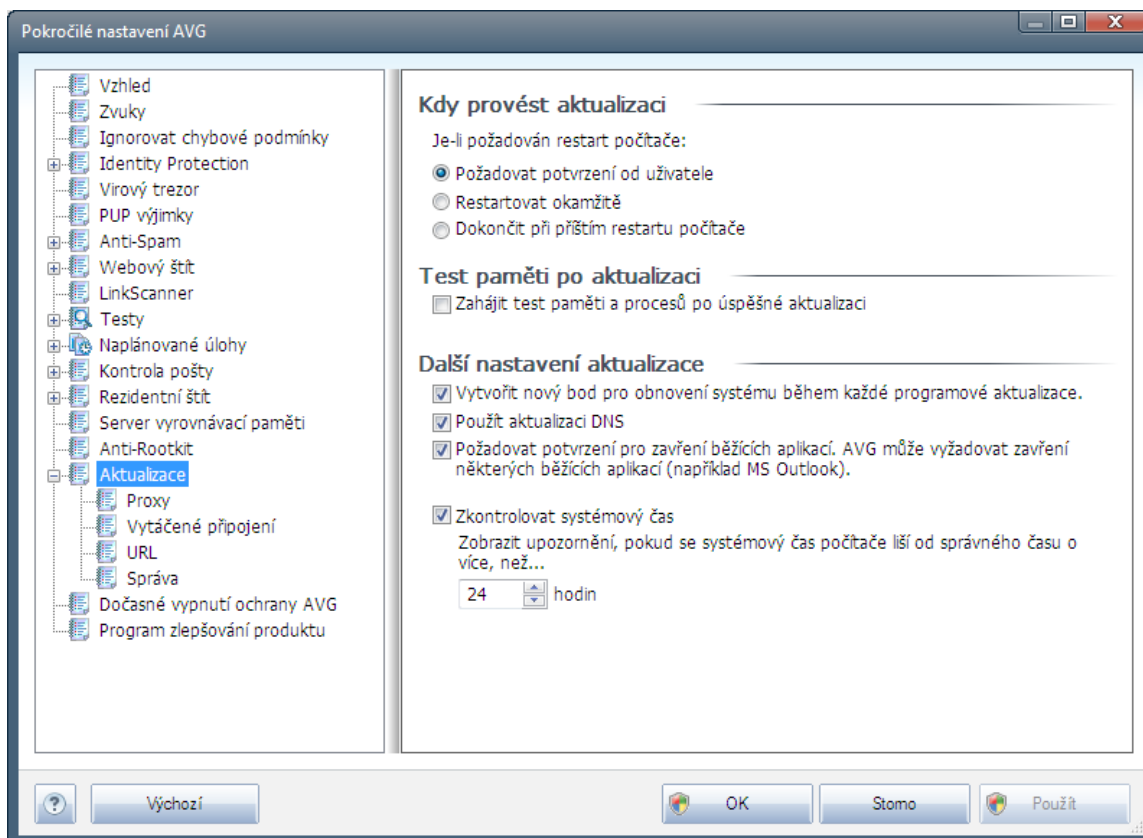 Pokročilé nastavení AVG
Vzhled
Zvuky
Ignorovat chybové podmínky
Identity Protection
Virový trezor
PUP výjimky
Anti-Spam
Webový štít
LinkScanner
Testy
Naplánované úlohy
Kontrola pošty
Rezidentní štít
Server vyrovnávací paměti
Anti-Rootkit
Aktualizace
Proxy
Vytáčené připojení
URL
Správa
Dočasné vypnutí ochrany AVG
Program zlepšování produktu
Kdy provést aktualizaci
Je-li požadován restart počítače:
Požadovat potvrzení od uživatele
Restartovat okamžitě
Dokončit při příštím restartu počítače
Test paměti po aktualizaci
Zahájit test paměti a procesů po úspěšné aktualizaci
Další nastavení aktualizace
Vytvořit nový bod pro obnovení systému během každé programové aktualizace.
Použít aktualizaci DNS
Požadovat potvrzení pro zavření běžících aplikací. AVG může vyžadovat zavření
některých běžících aplikací (například MS Outlook).
Zkontrolovat systémový čas
Zobrazit upozornění, pokud se systémový čas počítače liší od správného času o
více, než...
24 hodin
? Výchozí OK Stomo Použít